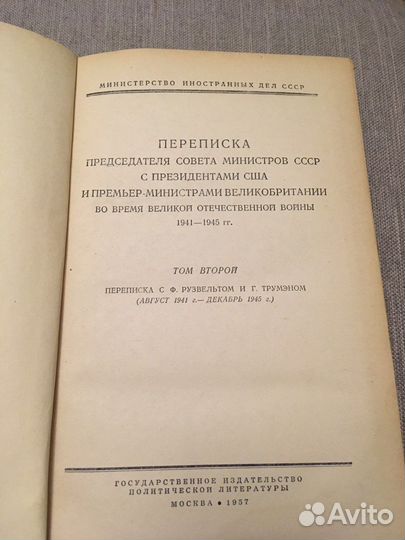 МИНИСТЕРСТВО ИНОСТРАННЫХ ДЕЛ СССР
ПЕРЕПИСКА
ПРЕДСЕДАТЕЛЯ СОВЕТА МИНИСТРОВ СССР
С ПРЕЗИДЕНТАМИ США
И ПРЕМЬЕР-МИНИСТРАМИ ВЕЛИКОБРИТАНИИ
ВО ВРЕМЯ ВЕЛИКОЙ ОТЕЧЕСТВЕННОЙ ВОЙНЫ
1941—1945 гг.
ТОМ ВТОРОЙ
ПЕРЕПИСКА С Ф. РУЗВЕЛЬТОМ И Г. ТРУМЭНОМ
(АВГУСТ 1941 г.— ДЕКАБРЬ 1945 г.)
ГОСУДАРСТВЕННОЕ ИЗДАТЕЛЬСТВО
ПОЛИТИЧЕСКОЙ ЛИТЕРАТУРЫ
МОСКВА • 1957
Avito